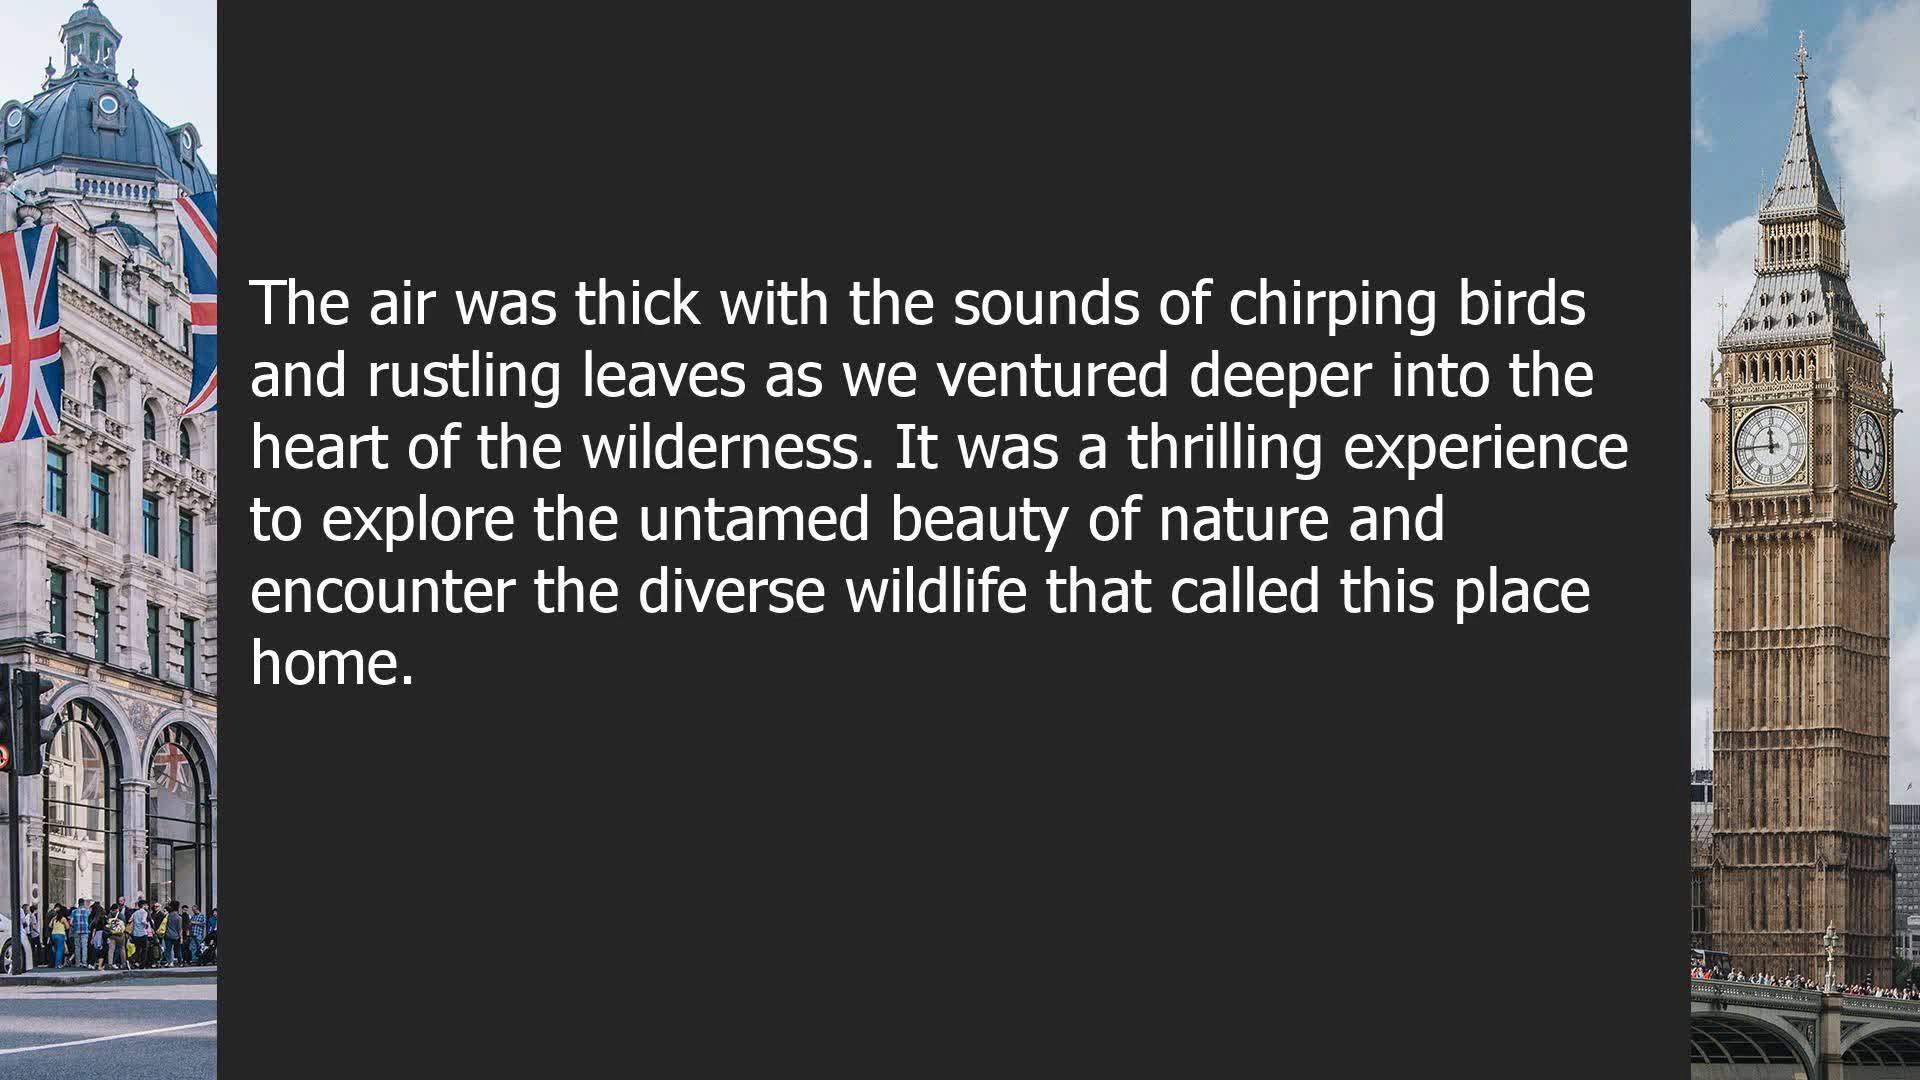 The air was thick with the sounds of chirping birds
and rustling leaves as we ventured deeper into the
heart of the wilderness. It was a thrilling experience
to explore the untamed beauty of nature and
encounter the diverse wildlife that called this place
home.